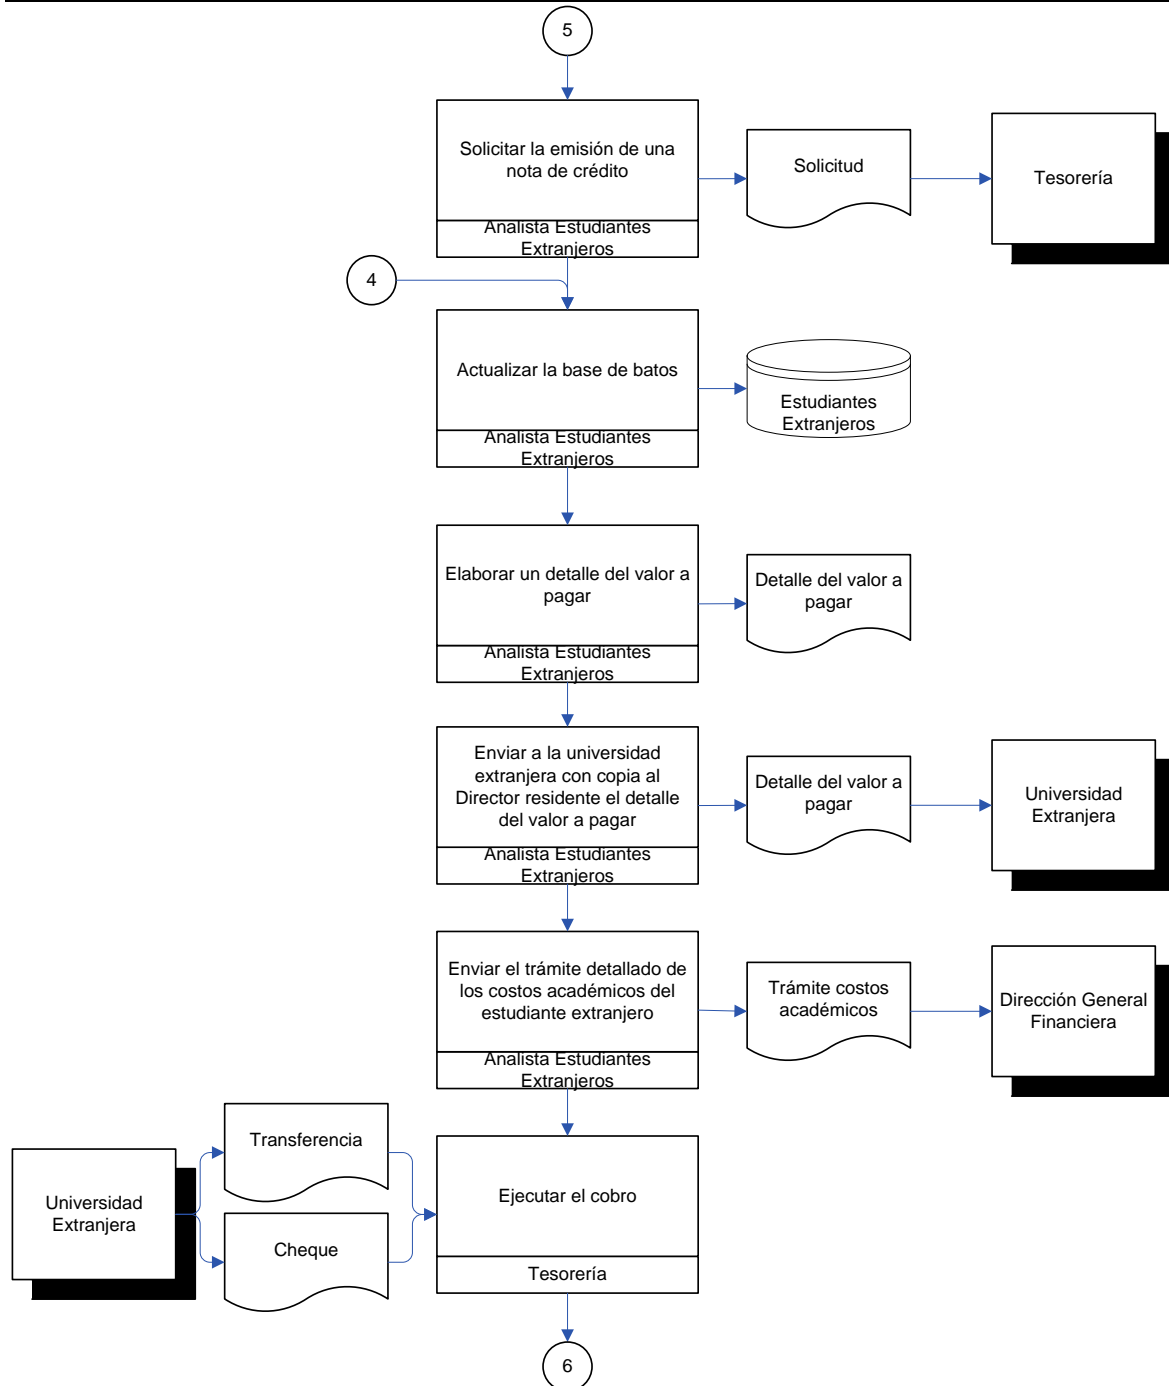 5
Solicitar la emisión de una
nota de crédito
Analista Estudiantes
Extranjeros
Solicitud
Tesorería
4
Actualizar la base de batos
Analista Estudiantes
Extranjeros
Estudiantes
Extranjeros
Elaborar un detalle del valor a
pagar
Analista Estudiantes
Extranjeros
Detalle del valor a
pagar
Enviar a la universidad
extranjera con copia al
Director residente el detalle
del valor a pagar
Analista Estudiantes
Extranjeros
Detalle del valor a
pagar
Universidad
Extranjera
Enviar el trámite detallado de
los costos académicos del
estudiante extranjero
Analista Estudiantes
Extranjeros
Trámite costos
académicos
Dirección General
Financiera
Universidad
Extranjera
Transferencia
Cheque
Ejecutar el cobro
Tesorería
6